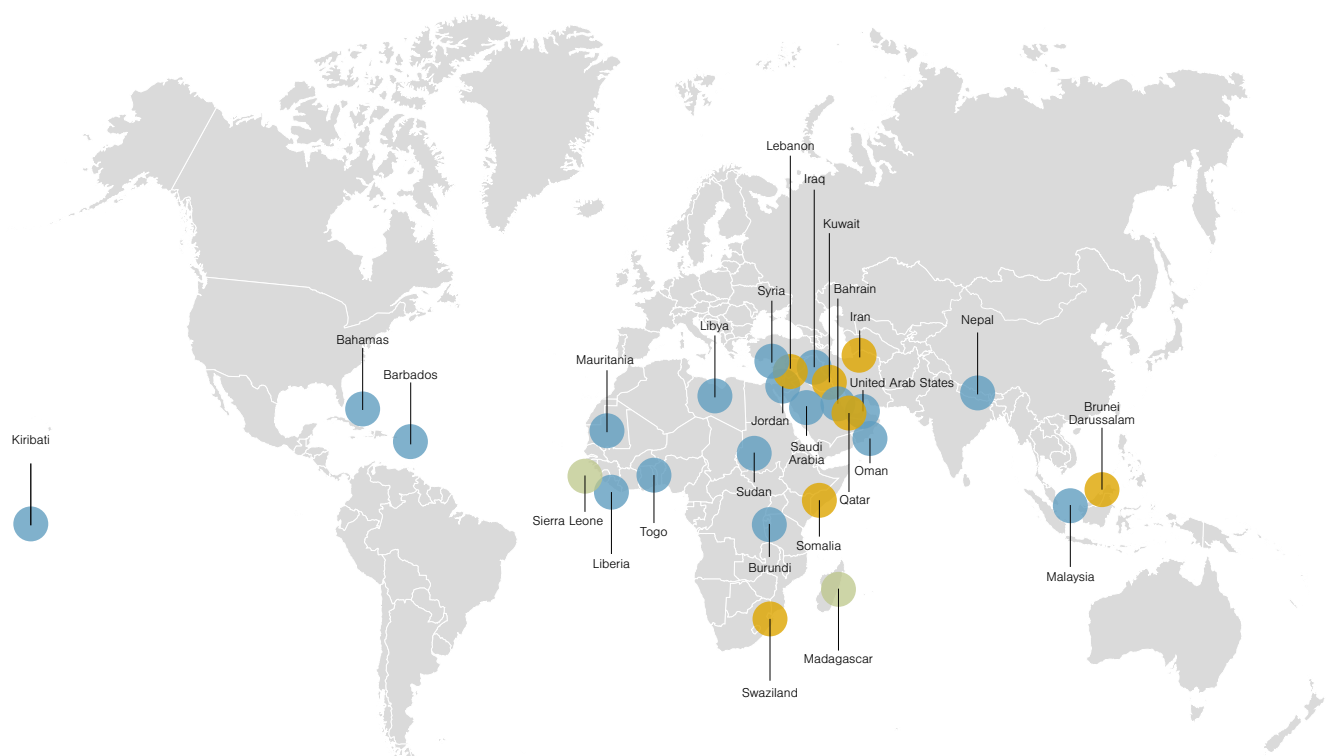 Lebanon
Iraq
Kuwait
Syria
Bahrain
Iran
Nepal
Libya
Bahamas
Mauritania
Barbados
United Arab States
Brunei
Darussalam
Jordan
Kiribati
Saudi
Arabia
Oman
Sudan
Qatar
Sierra Leone
Togo
Somalia
Liberia
Burundi
Malaysia
Madagascar
Swaziland